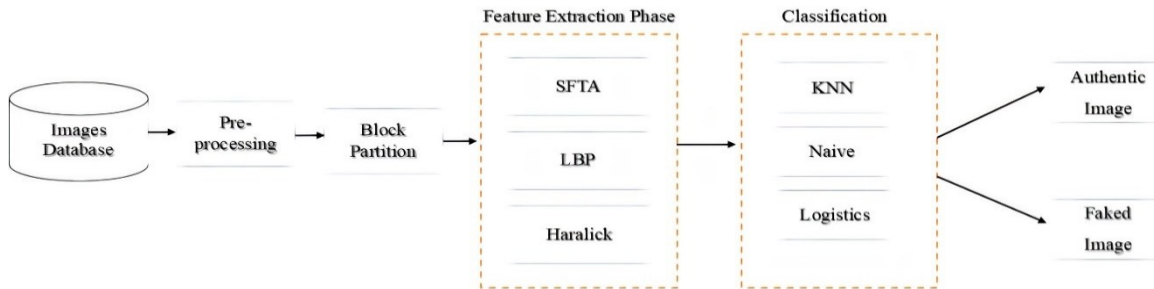 Feature Extraction Phase
Classification
Images
Database
Pre-
processing
Block
Partition
SFTA
LBP
Haralick
KNN
Naive
Logistics
Authentic
Image
Faked
Image